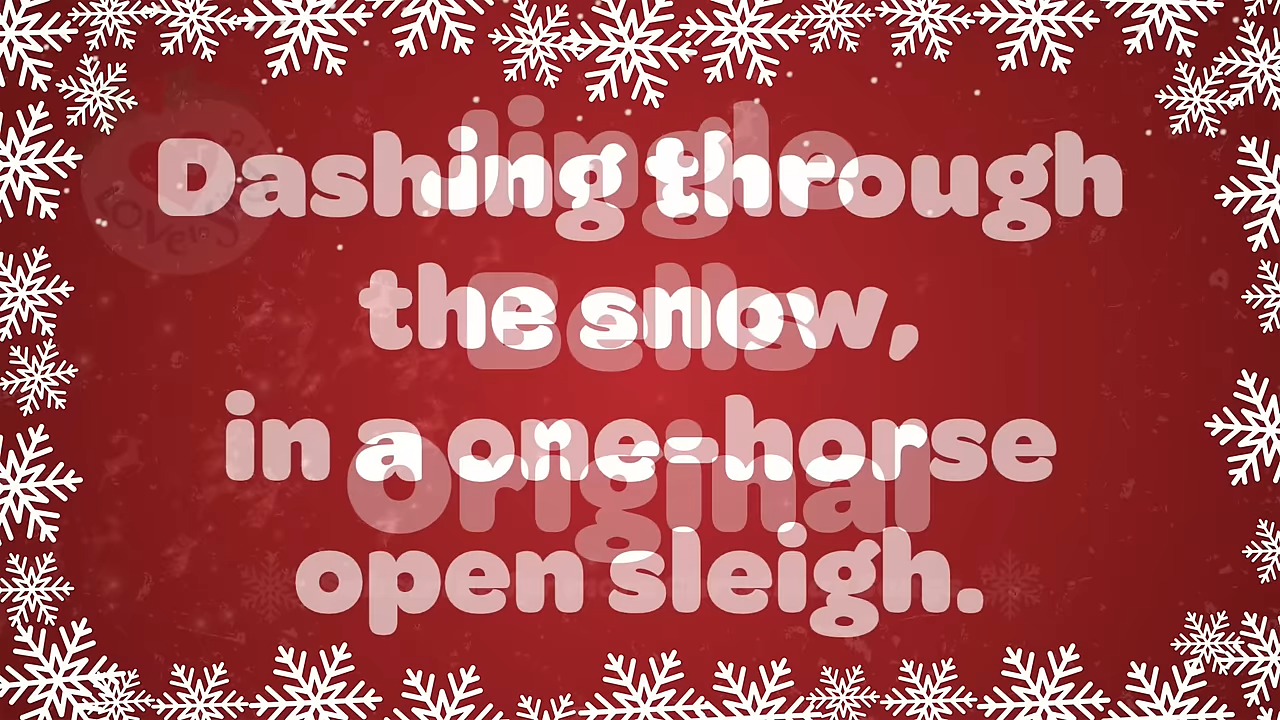 Jingle
Bells
Original
Dashing through
the snow,
in a one-horse
open sleigh.